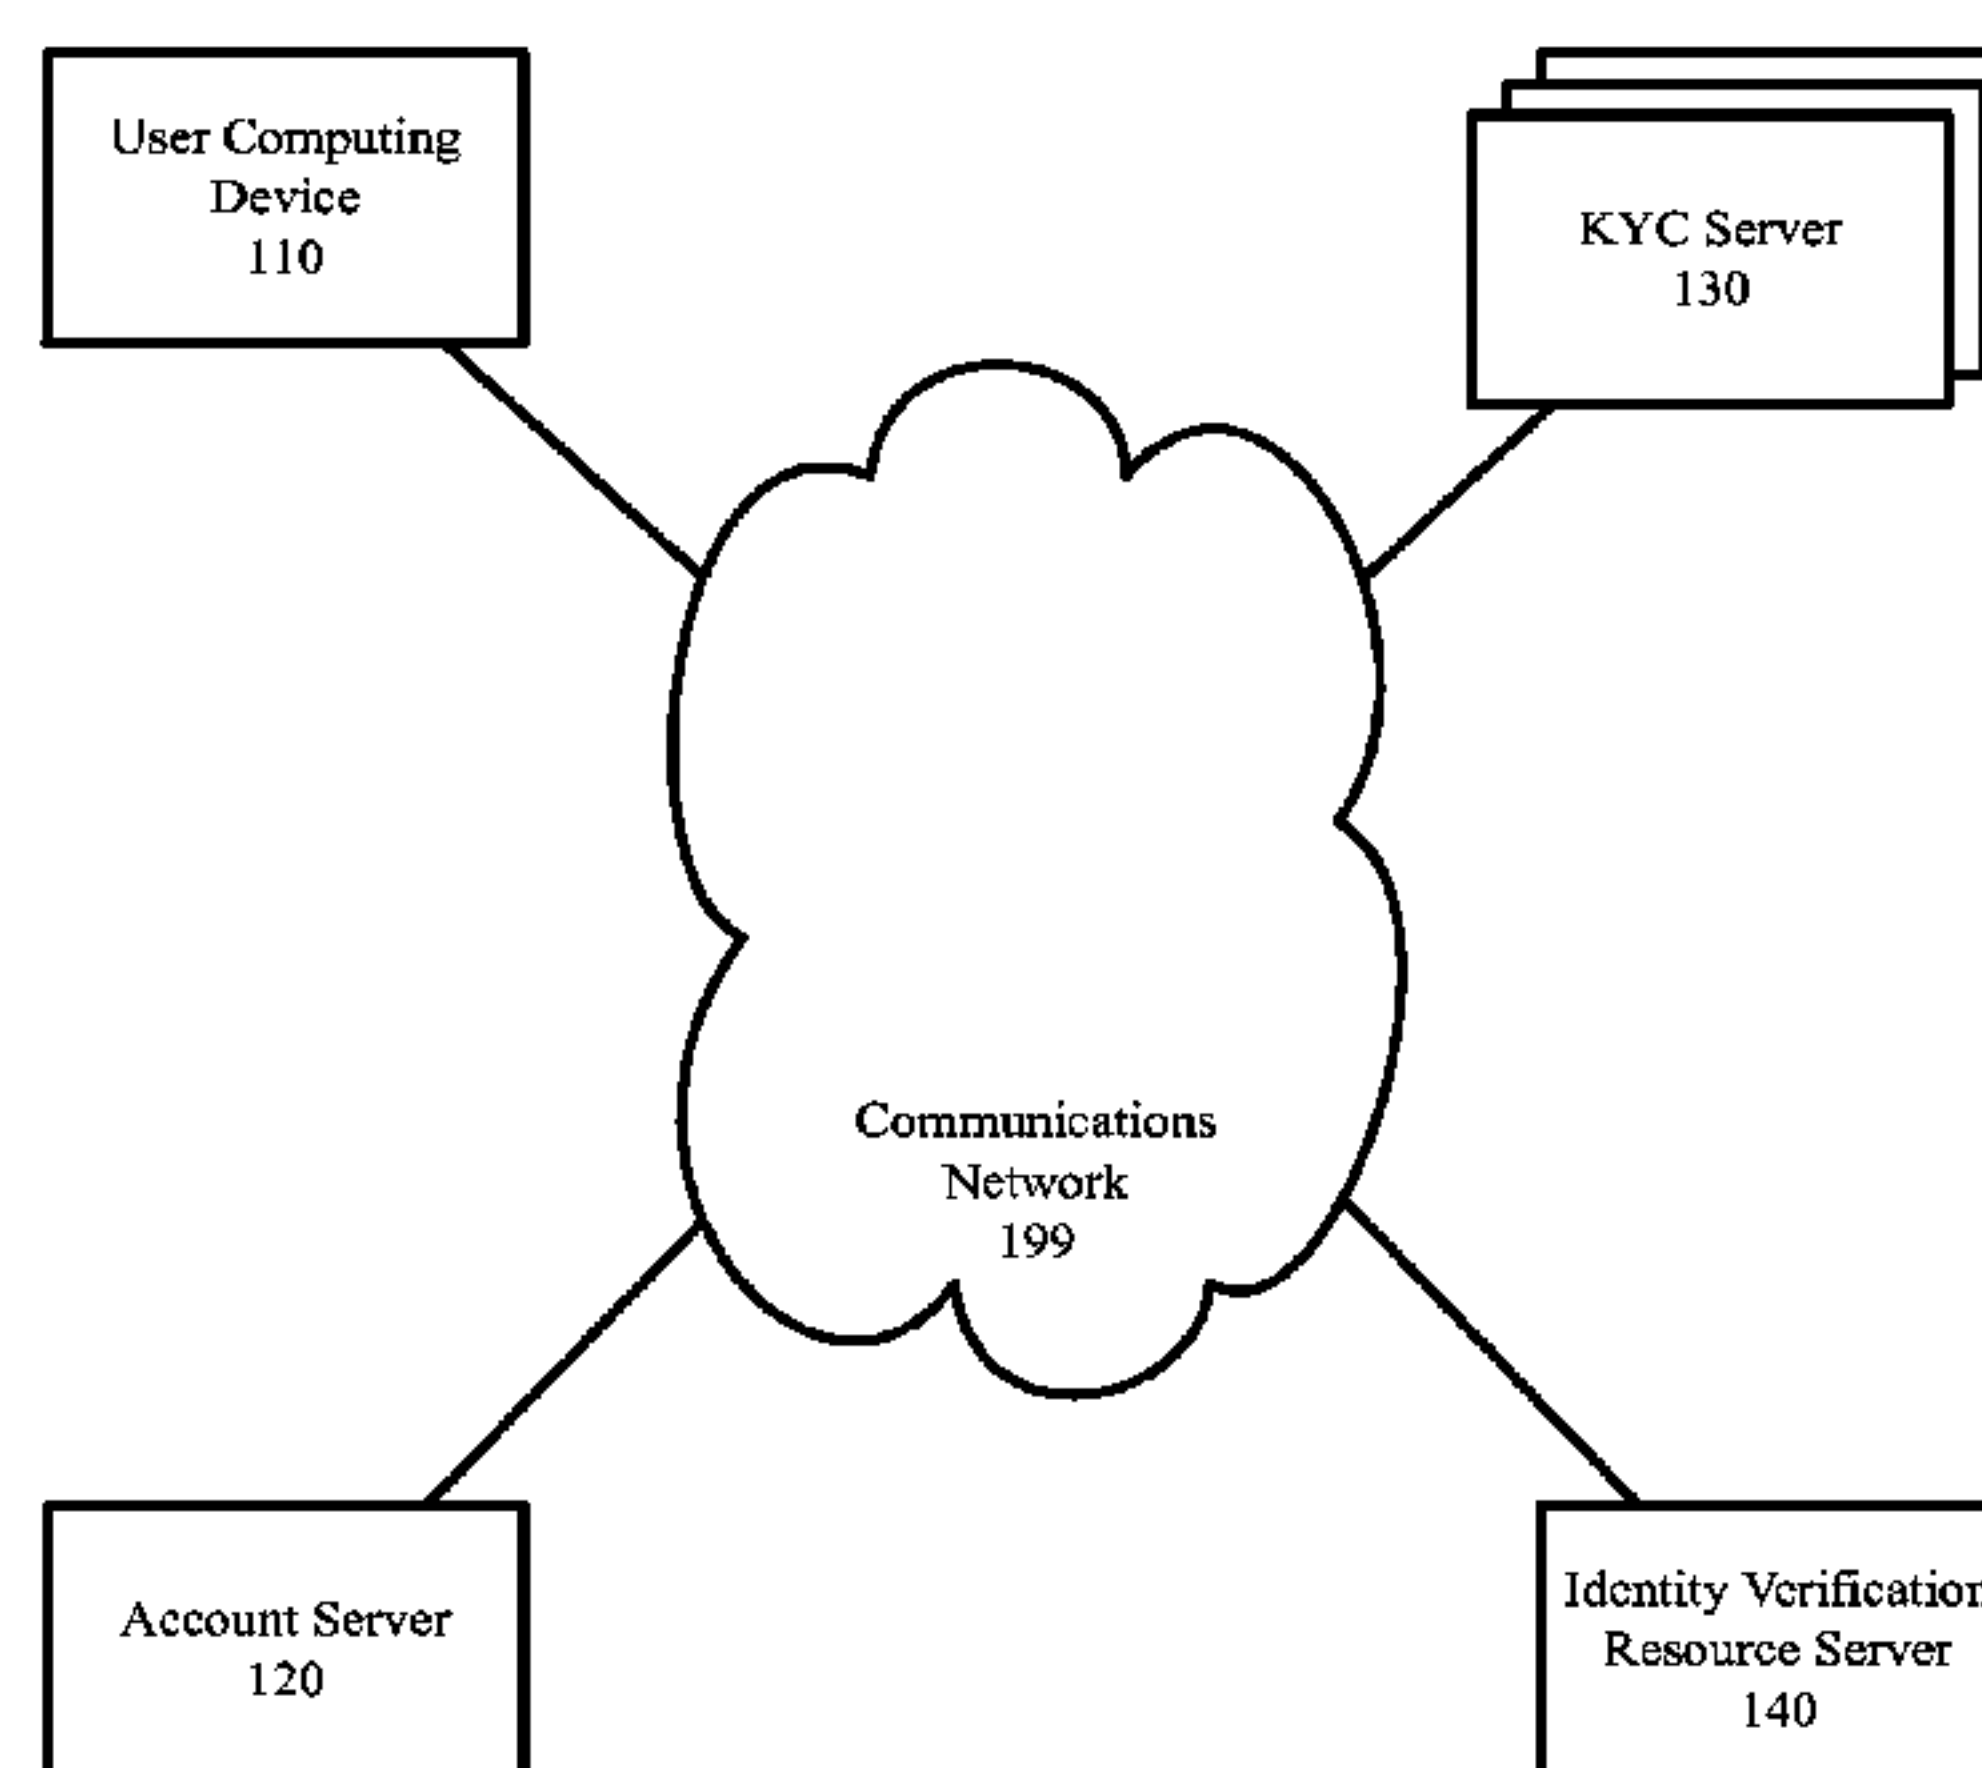 User Computing
Device
110
KYC Server
130
Communications
Network
199
Account Server
120
Identity Verification
Resource Server
140